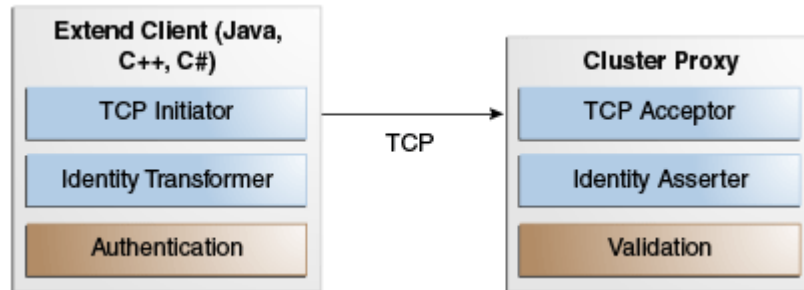 Extend Client (Java,
C++, C#)
TCP Initiator
Identity Transformer
Authentication
TCP
Cluster Proxy
TCP Acceptor
Identity Asserter
Validation